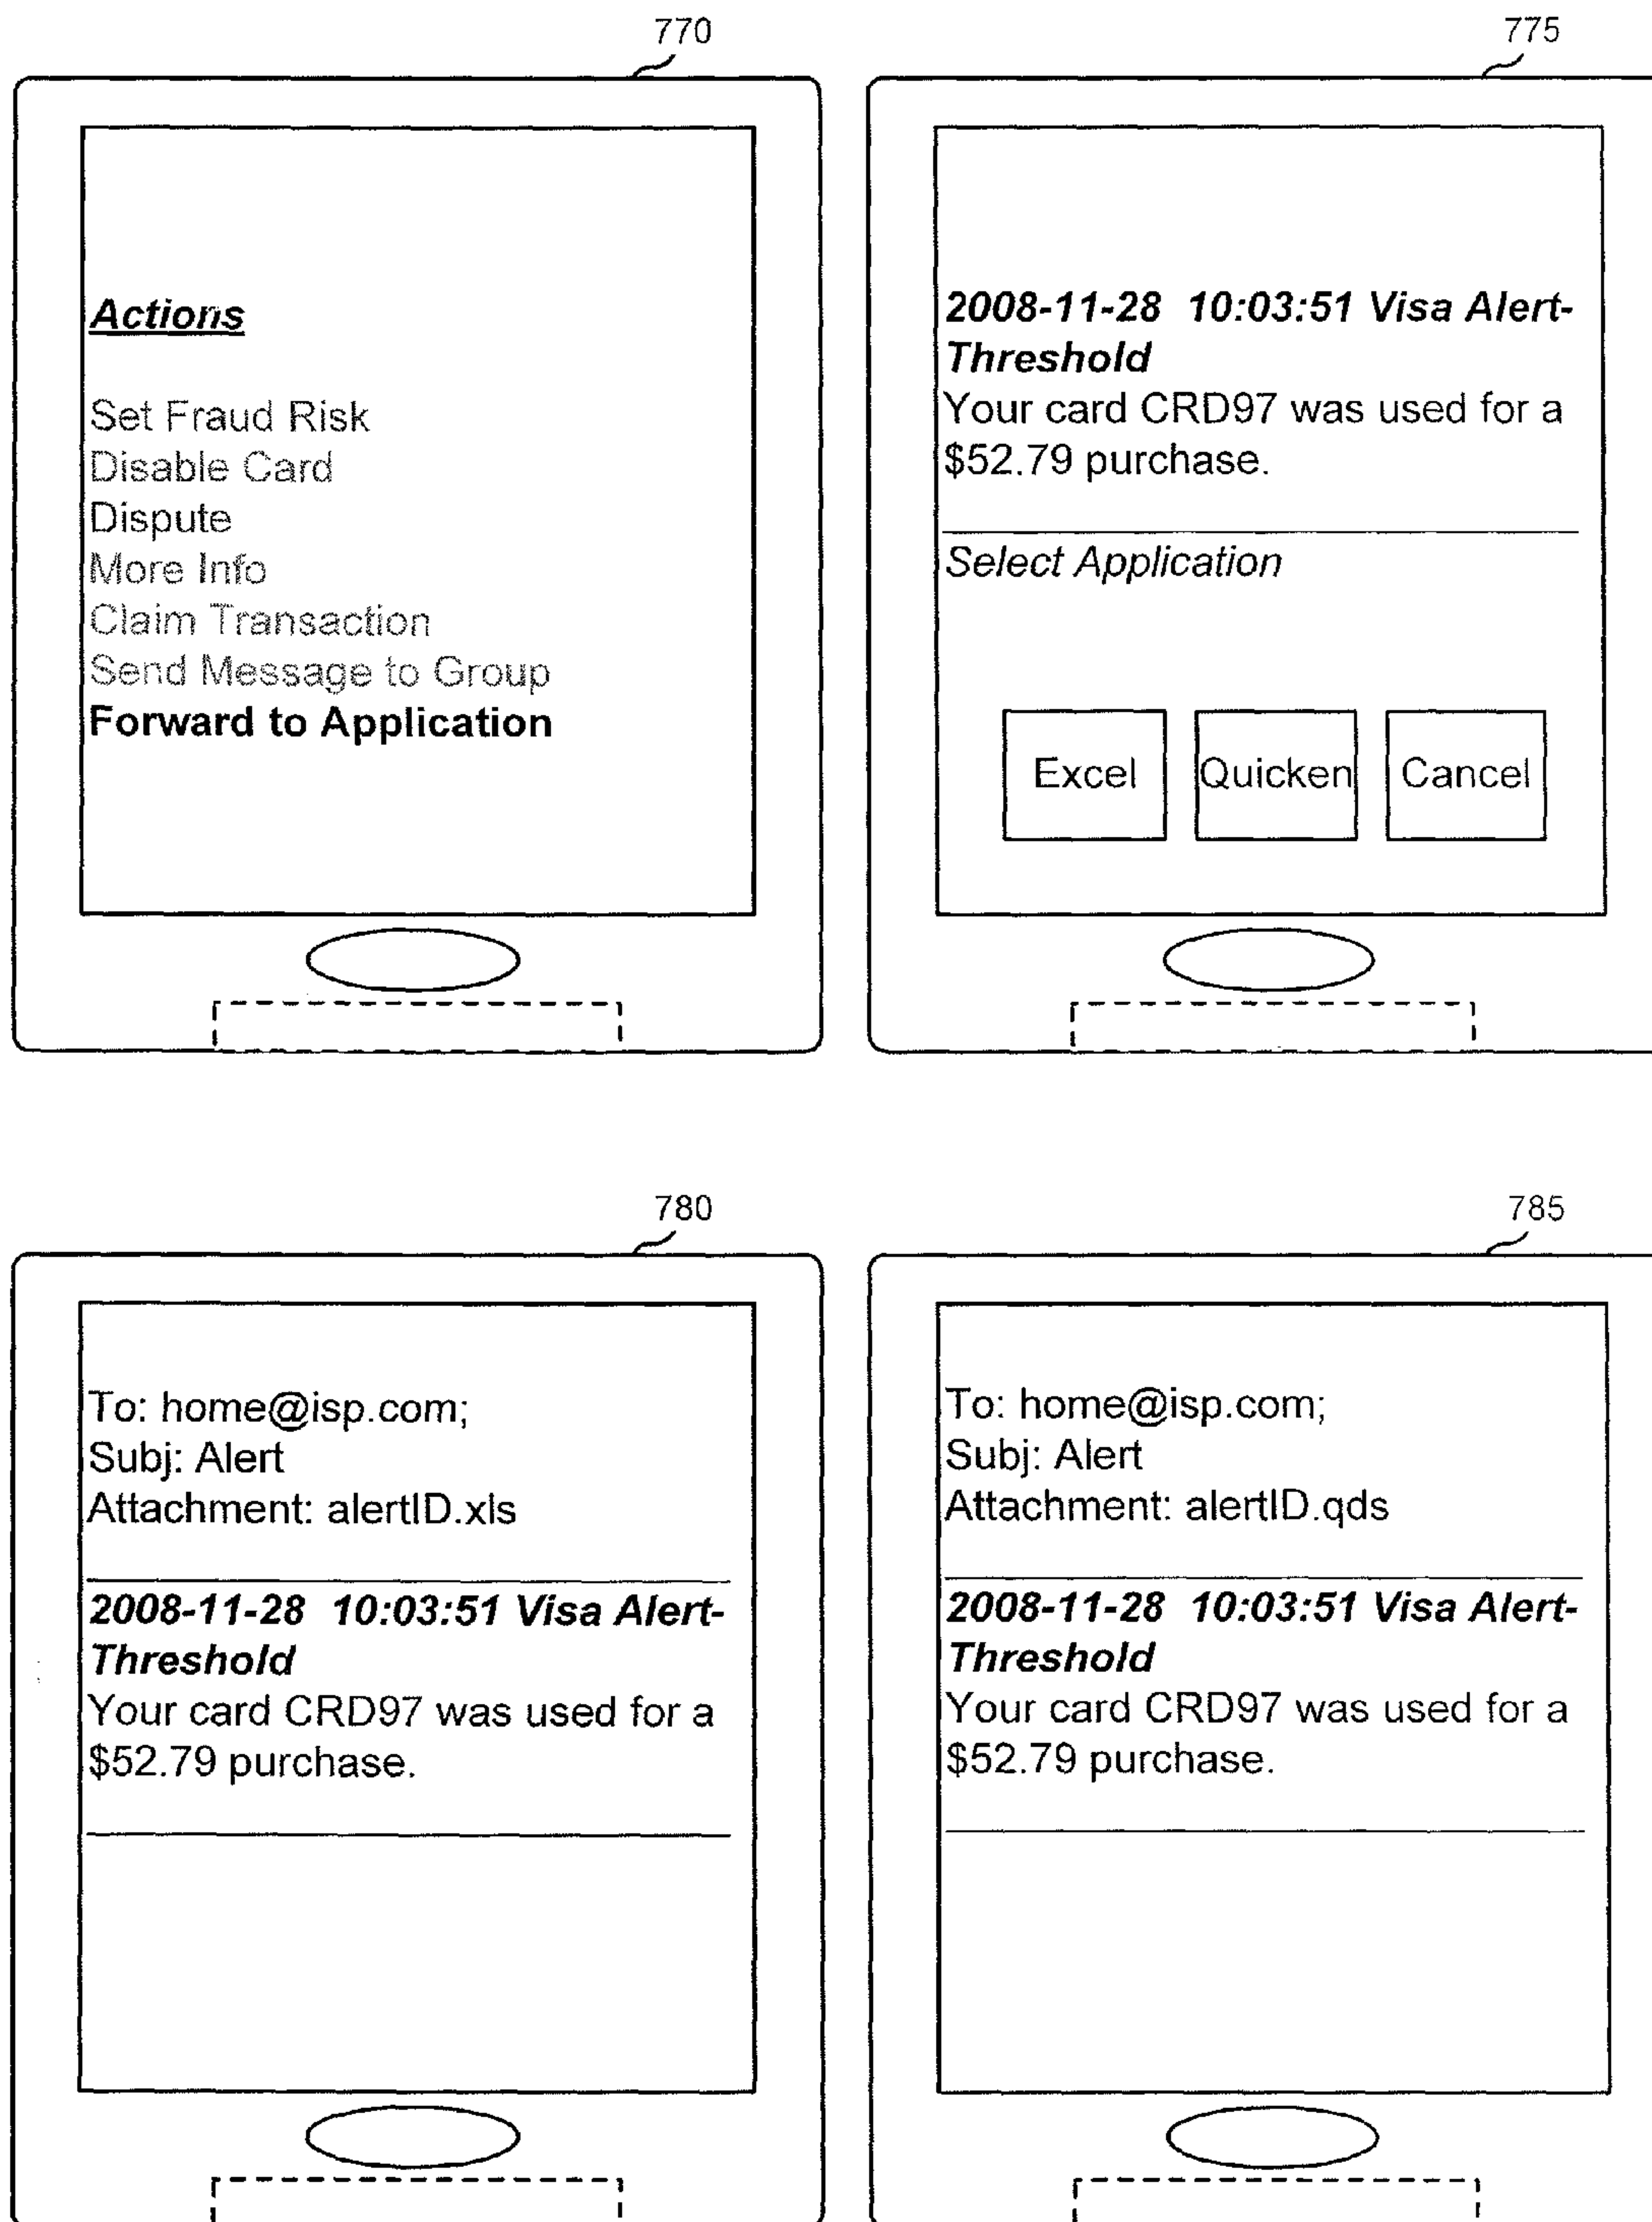 770
Actions
Set Fraud Risk
Disable Card
Dispute
More Info
Claim Transaction
Send Message to Group
Forward to Application
775
2008-11-28 10:03:51 Visa Alert-
Threshold
Your card CRD97 was used for a
$52.79 purchase.
Select Application
Excel
Quicken
Cancel
780
To: home@isp.com;
Subj: Alert
Attachment: alertID.xls
2008-11-28 10:03:51 Visa Alert-
Threshold
Your card CRD97 was used for a
$52.79 purchase.
785
To: home@isp.com;
Subj: Alert
Attachment: alertID.qds
2008-11-28 10:03:51 Visa Alert-
Threshold
Your card CRD97 was used for a
$52.79 purchase.